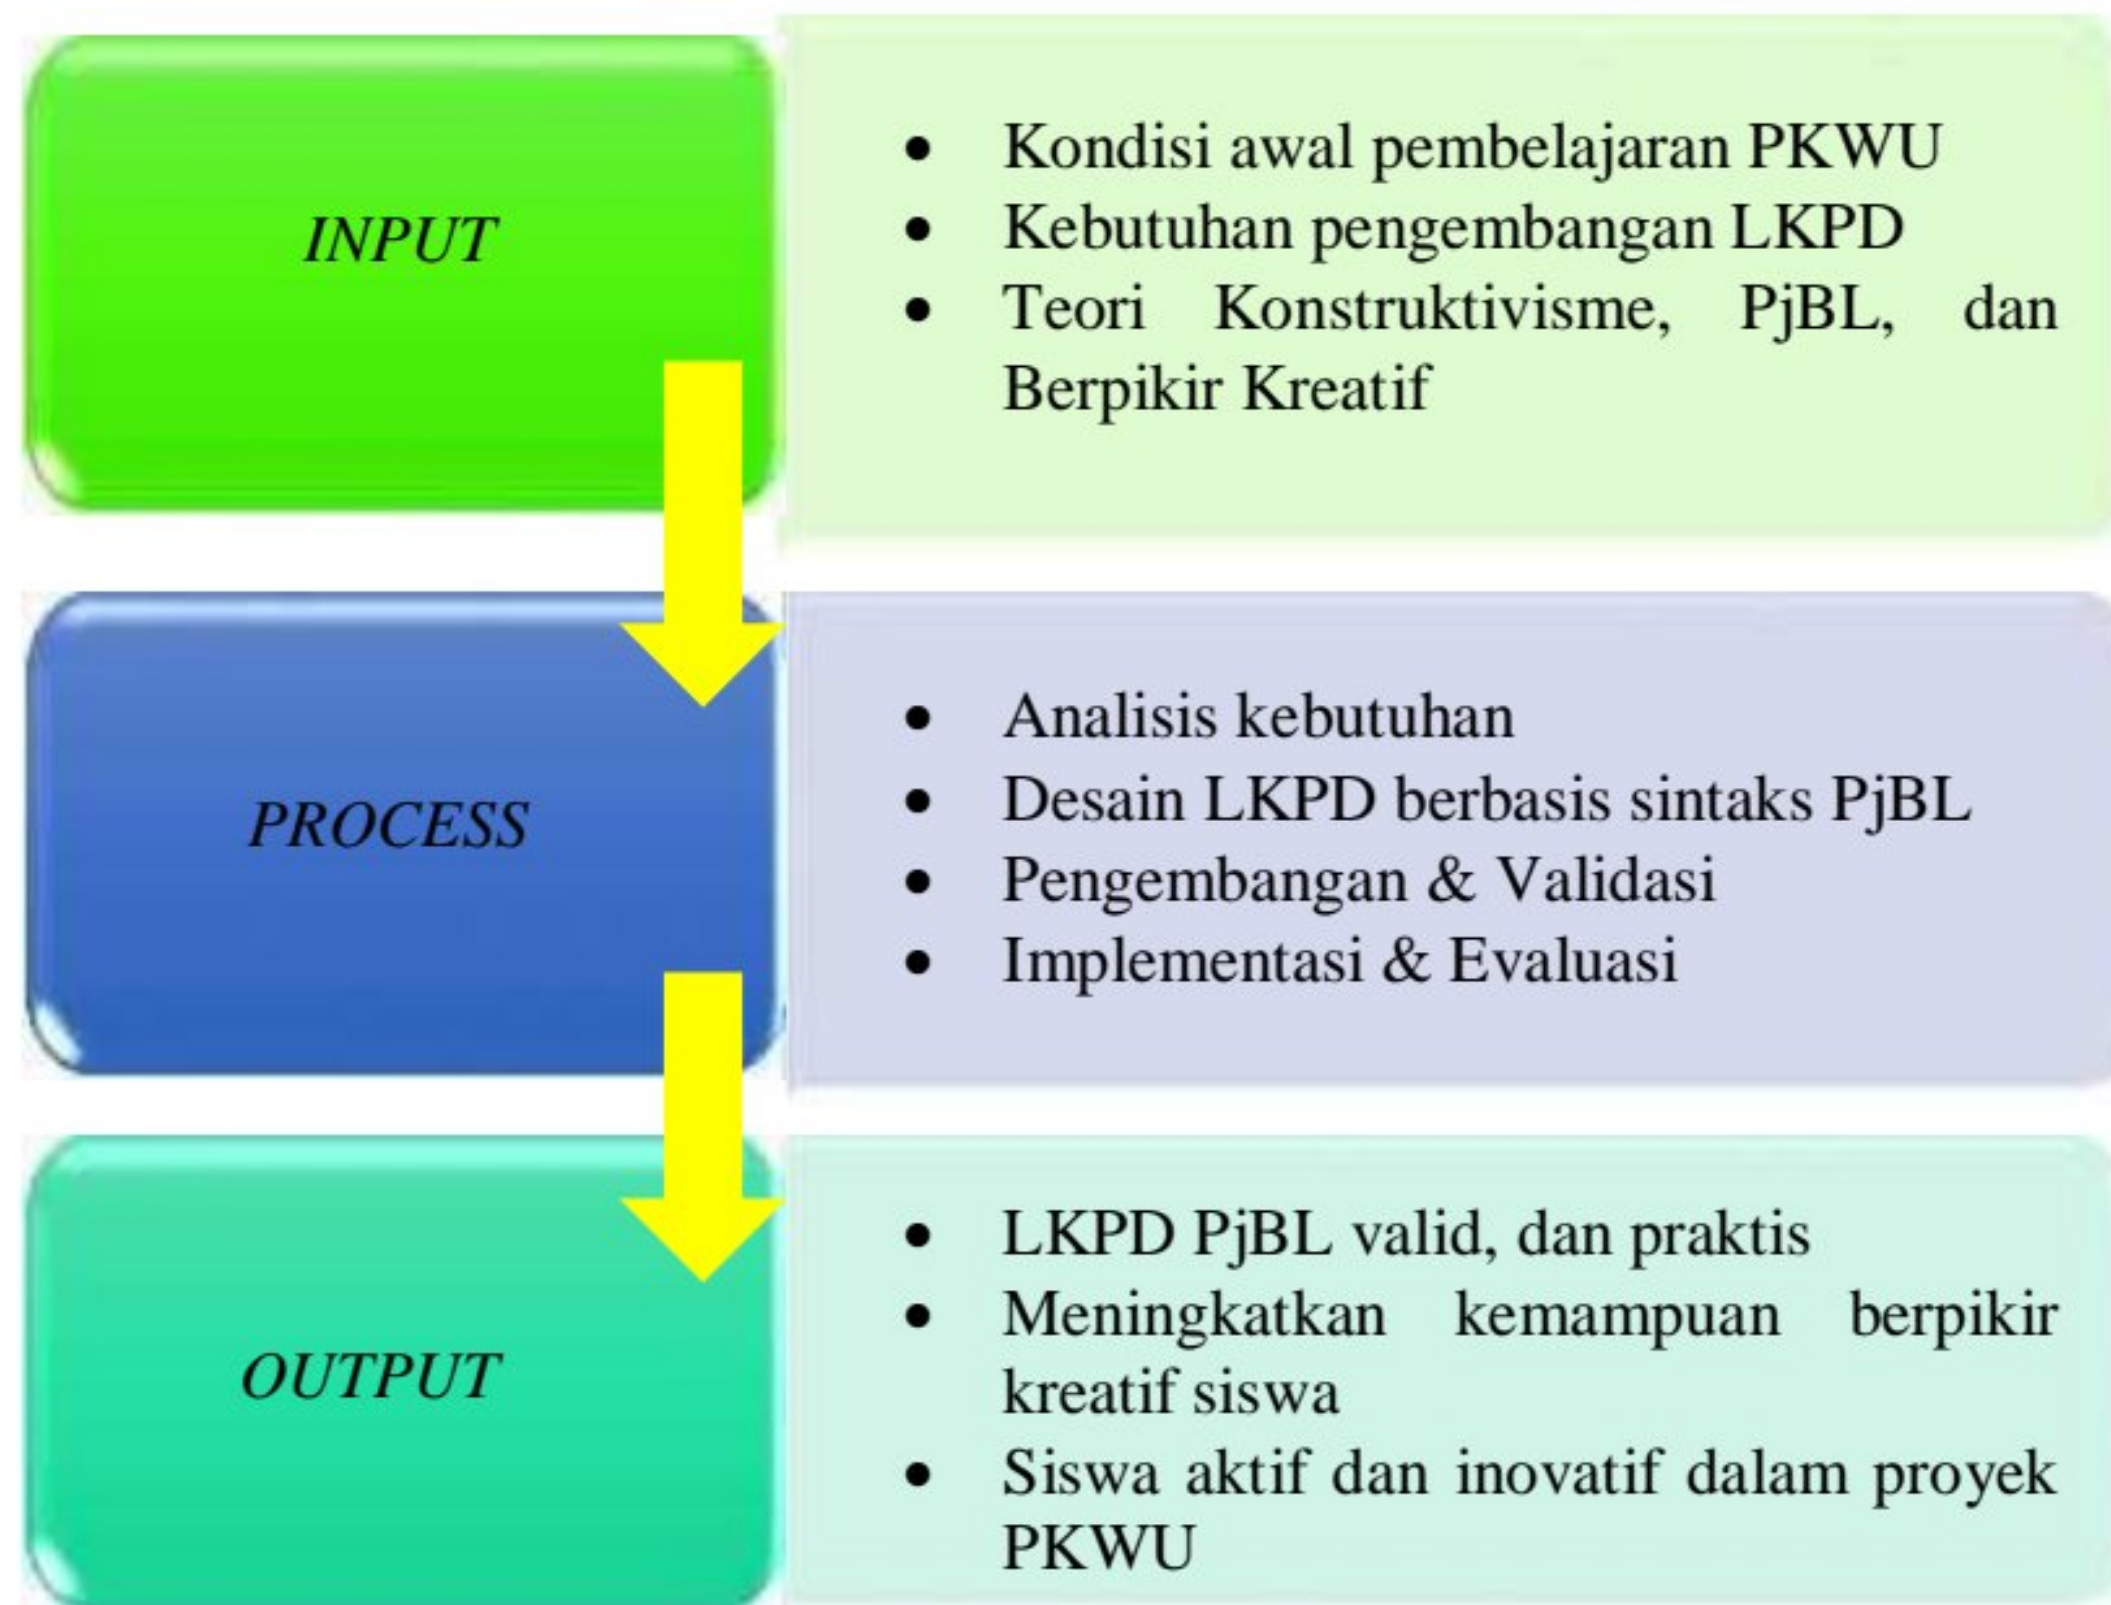 INPUT
• Kondisi awal pembelajaran PKWU
• Kebutuhan pengembangan LKPD
• Teori Konstruktivisme, PjBL, dan
Berpikir Kreatif
PROCESS
• Analisis kebutuhan
• Desain LKPD berbasis sintaks PjBL
• Pengembangan & Validasi
• Implementasi & Evaluasi
OUTPUT
• LKPD PjBL valid, dan praktis
• Meningkatkan kemampuan berpikir
kreatif siswa
• Siswa aktif dan inovatif dalam proyek
PKWU